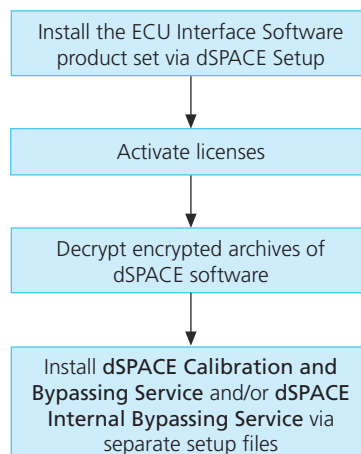 Install the ECU Interface Software
product set via dSPACE Setup
Activate licenses
Decrypt encrypted archives of
dSPACE software
Install dSPACE Calibration and
Bypassing Service and/or dSPACE
Internal Bypassing Service via
separate setup files